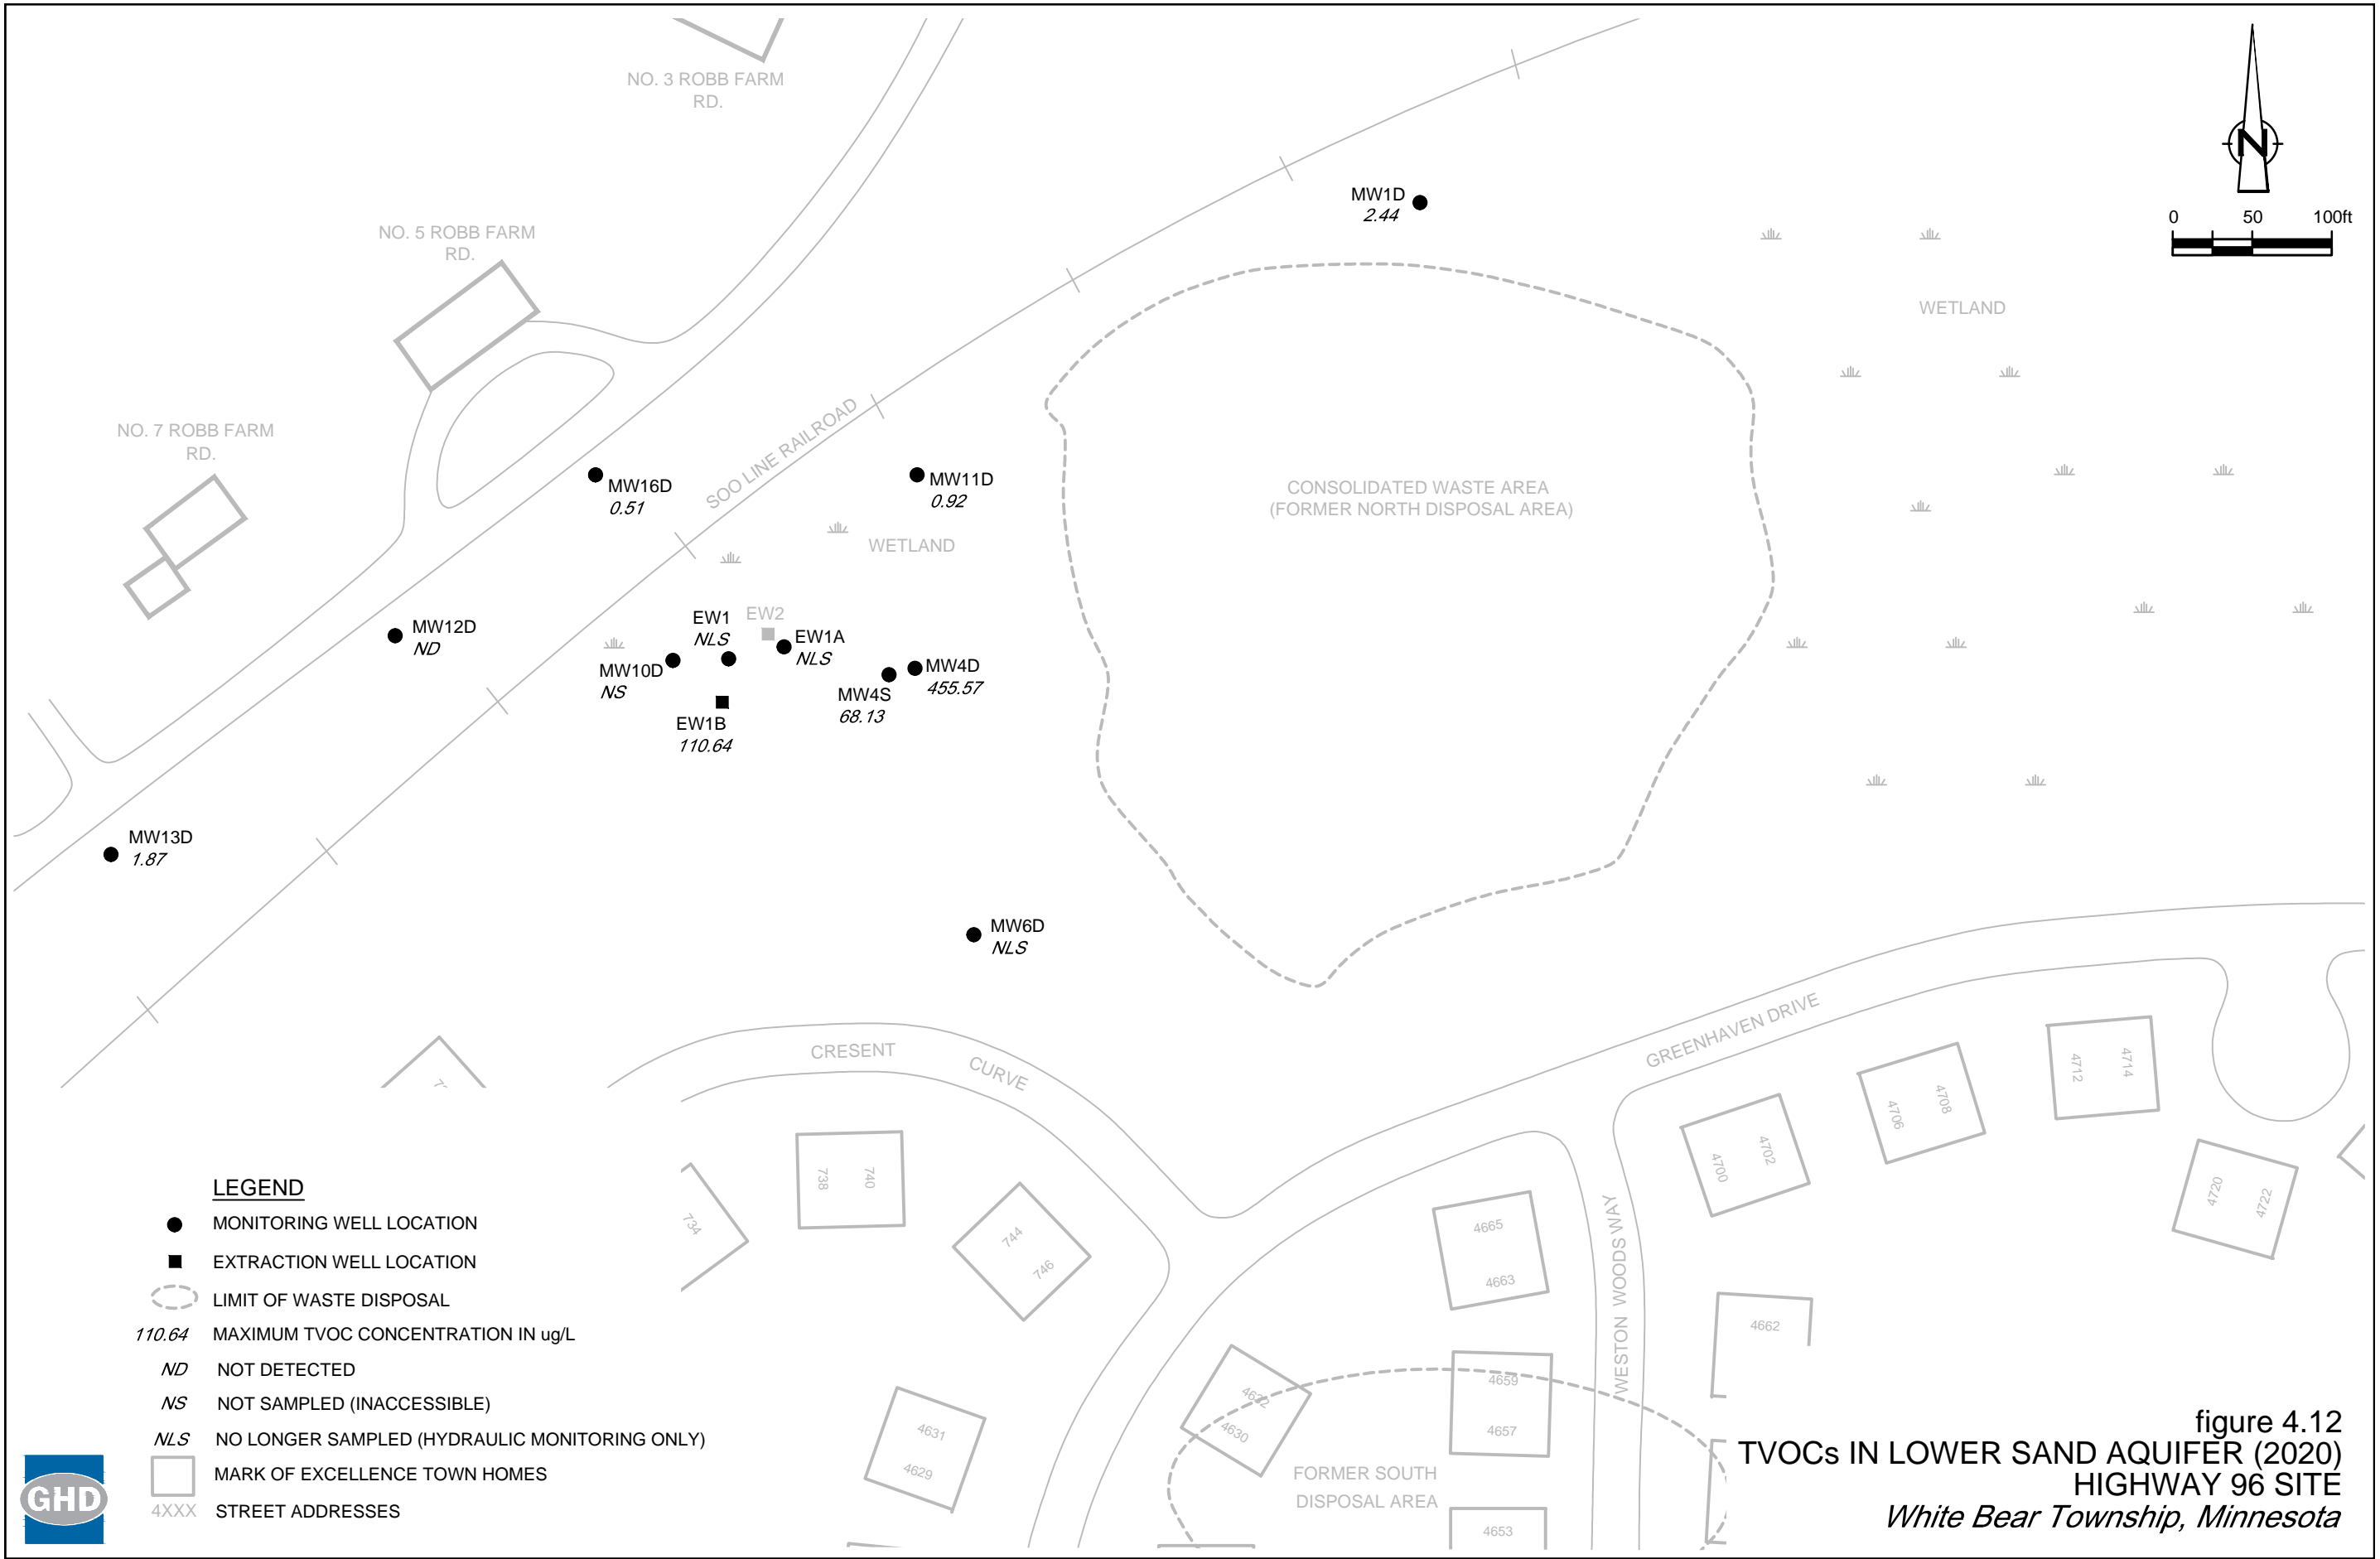 NO. 3 ROBB FARM
RD.
N
0 50 100ft
MW1D
2.44
NO. 5 ROBB FARM
RD.
WETLAND
NO. 7 ROBB FARM
RD.
SOO LINE RAILROAD
MW16D
0.51
MW11D
0.92
CONSOLIDATED WASTE AREA
(FORMER NORTH DISPOSAL AREA)
WETLAND
MW12D
ND
EW1
NLS
EW2
EW1A
NLS
MW10D
NS
MW4D
455.57
MW4S
68.13
EW1B
110.64
MW13D
1.87
MW6D
NLS
CRESENT CURVE
GREENHAVEN DRIVE
4712
4714
4706
4708
4700
4702
4720
4722
738
740
734
744
746
WESTON WOODS WAY
4665
4663
4662
4659
4657
4632
4630
4631
4629
FORMER SOUTH
DISPOSAL AREA
4653
LEGEND
MONITORING WELL LOCATION
EXTRACTION WELL LOCATION
LIMIT OF WASTE DISPOSAL
110.64 MAXIMUM TVOC CONCENTRATION IN ug/L
ND NOT DETECTED
NS NOT SAMPLED (INACCESSIBLE)
NLS NO LONGER SAMPLED (HYDRAULIC MONITORING ONLY)
MARK OF EXCELLENCE TOWN HOMES
4XXX STREET ADDRESSES
GHD
figure 4.12
TVOCs IN LOWER SAND AQUIFER (2020)
HIGHWAY 96 SITE
White Bear Township, Minnesota